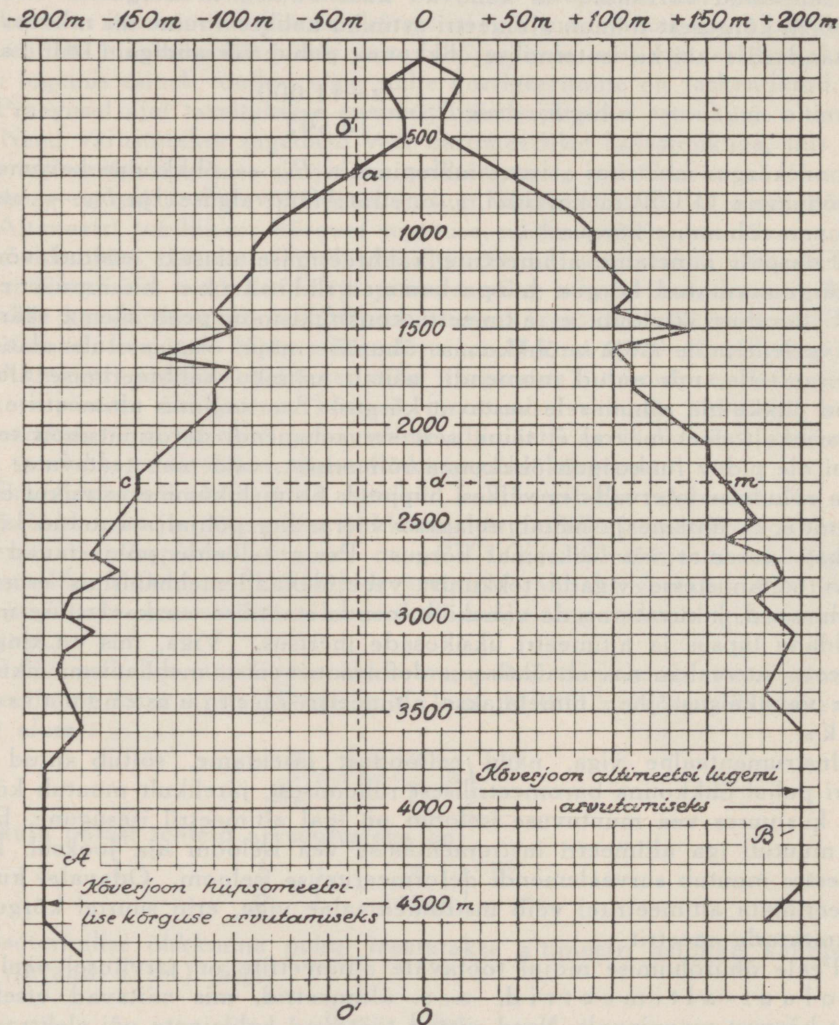 -200m -150m -100m -50m 0 +50m +100m +150m +200m
O'
500
a
1000
1500
2000
c d m
2500
3000
3500
Kõverjoon altimeetri lugemi
arvutamiseks
4000
A
B
Kõverjoon hüpsomeetri-
lise kõrguse arvutamiseks
4500 m
O' O